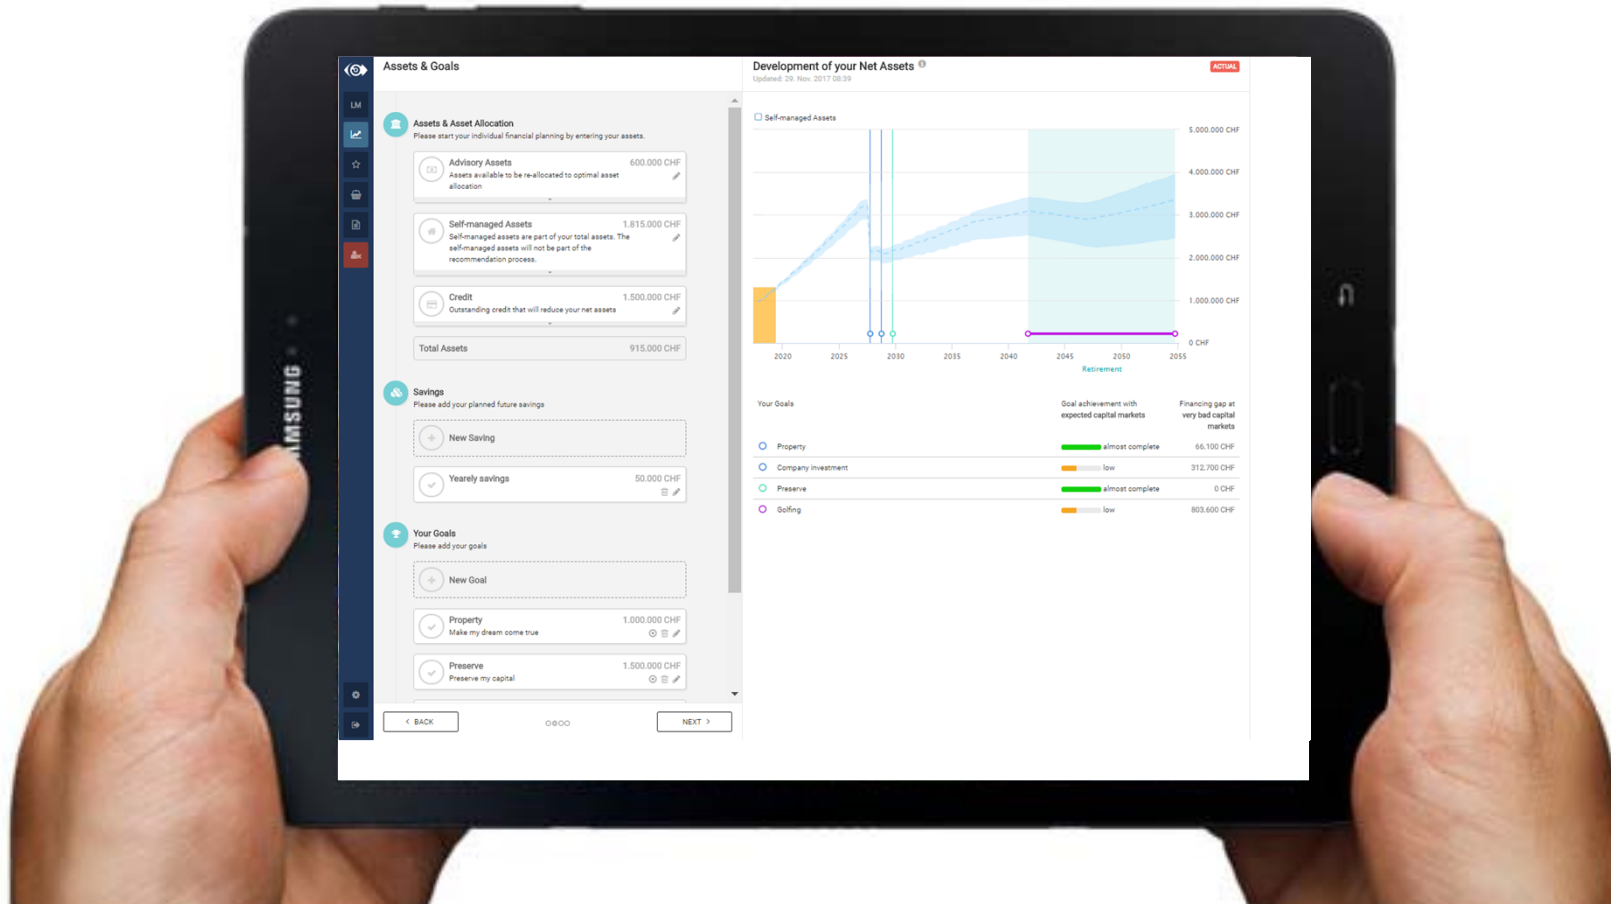 SAMSUNG
Assets & Goals
LM
Assets & Asset Allocation
Please start your individual financial planning by entering your assets.
Advisory Assets 600.000 CHF
Assets available to be re-allocated to optimal asset
allocation
Self-managed Assets 1.815.000 CHF
Self-managed assets are part of your total assets. The
self-managed assets will not be part of the
recommendation process.
Credit 1.500.000 CHF
Outstanding credit that will reduce your net assets
Total Assets 915.000 CHF
Savings
Please add your planned future savings
New Saving
Yearely savings 50.000 CHF
Your Goals
Please add your goals
New Goal
Property 1.000.000 CHF
Make my dream come true
Preserve 1.500.000 CHF
Preserve my capital
< BACK
NEXT >
Development of your Net Assets
ACTUAL
Updated: 29. Nov. 2017 08:39
Self-managed Assets
5.000.000 CHF
4.000.000 CHF
3.000.000 CHF
2.000.000 CHF
1.000.000 CHF
0 CHF
2020 2025 2030 2035 2040 2045 2050 2055
Retirement
Your Goals
Goal achievement with
expected capital markets
Financing gap at
very bad capital
markets
Property almost complete 66.100 CHF
Company investment low 312.700 CHF
Preserve almost complete 0 CHF
Golfing low 803.600 CHF